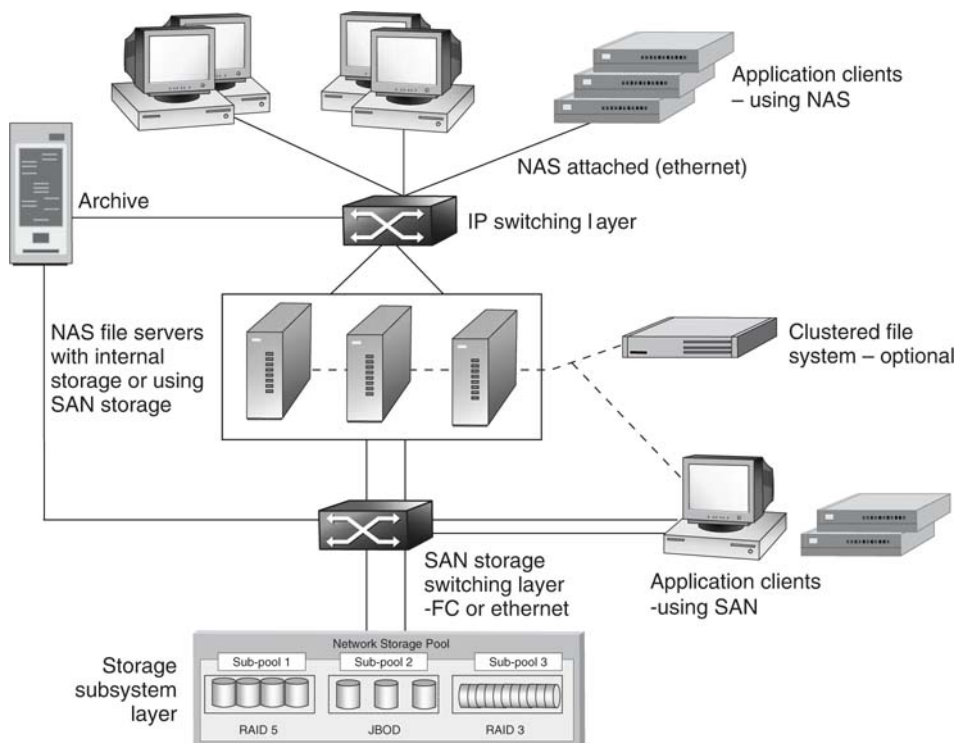 Application clients
– using NAS
NAS attached (ethernet)
Archive
IP switching layer
NAS file servers
with internal
storage or using
SAN storage
Clustered file
system – optional
SAN storage
switching layer
-FC or ethernet
Application clients
-using SAN
Storage
subsystem
layer
Network Storage Pool
Sub-pool 1
Sub-pool 2
Sub-pool 3
RAID 5
JBOD
RAID 3